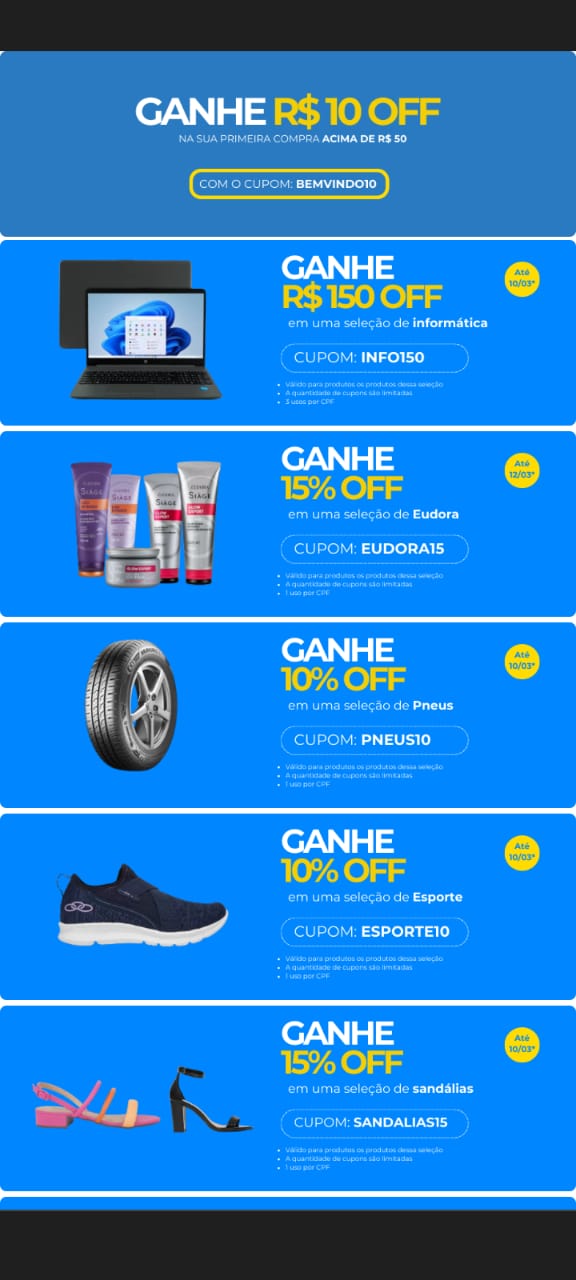 GANHE R$ 10 OFF
NA SUA PRIMEIRA COMPRA ACIMA DE R$ 50
COM O CUPOM: BEMVINDO10
GANHE
R$ 150 OFF
Até
10/03*
em uma seleção de informática
CUPOM: INFO150
• Válido para produtos os produtos dessa seleção
• A quantidade de cupons são limitadas
• 3 usos por CPF
GANHE
15% OFF
Até
12/03*
em uma seleção de Eudora
CUPOM: EUDORA15
• Válido para produtos os produtos dessa seleção
• A quantidade de cupons são limitadas
• 1 uso por CPF
SIÀGE
SIÀGE
SIÀGE
SIÀGE
GANHE
10% OFF
Até
10/03*
em uma seleção de Pneus
CUPOM: PNEUS10
• Válido para produtos os produtos dessa seleção
• A quantidade de cupons são limitadas
• 1 uso por CPF
GANHE
10% OFF
Até
10/03*
em uma seleção de Esporte
CUPOM: ESPORTE10
• Válido para produtos os produtos dessa seleção
• A quantidade de cupons são limitadas
• 1 uso por CPF
GANHE
15% OFF
Até
10/03*
em uma seleção de sandálias
CUPOM: SANDALIAS15
• Válido para produtos os produtos dessa seleção
• A quantidade de cupons são limitadas
• 1 uso por CPF